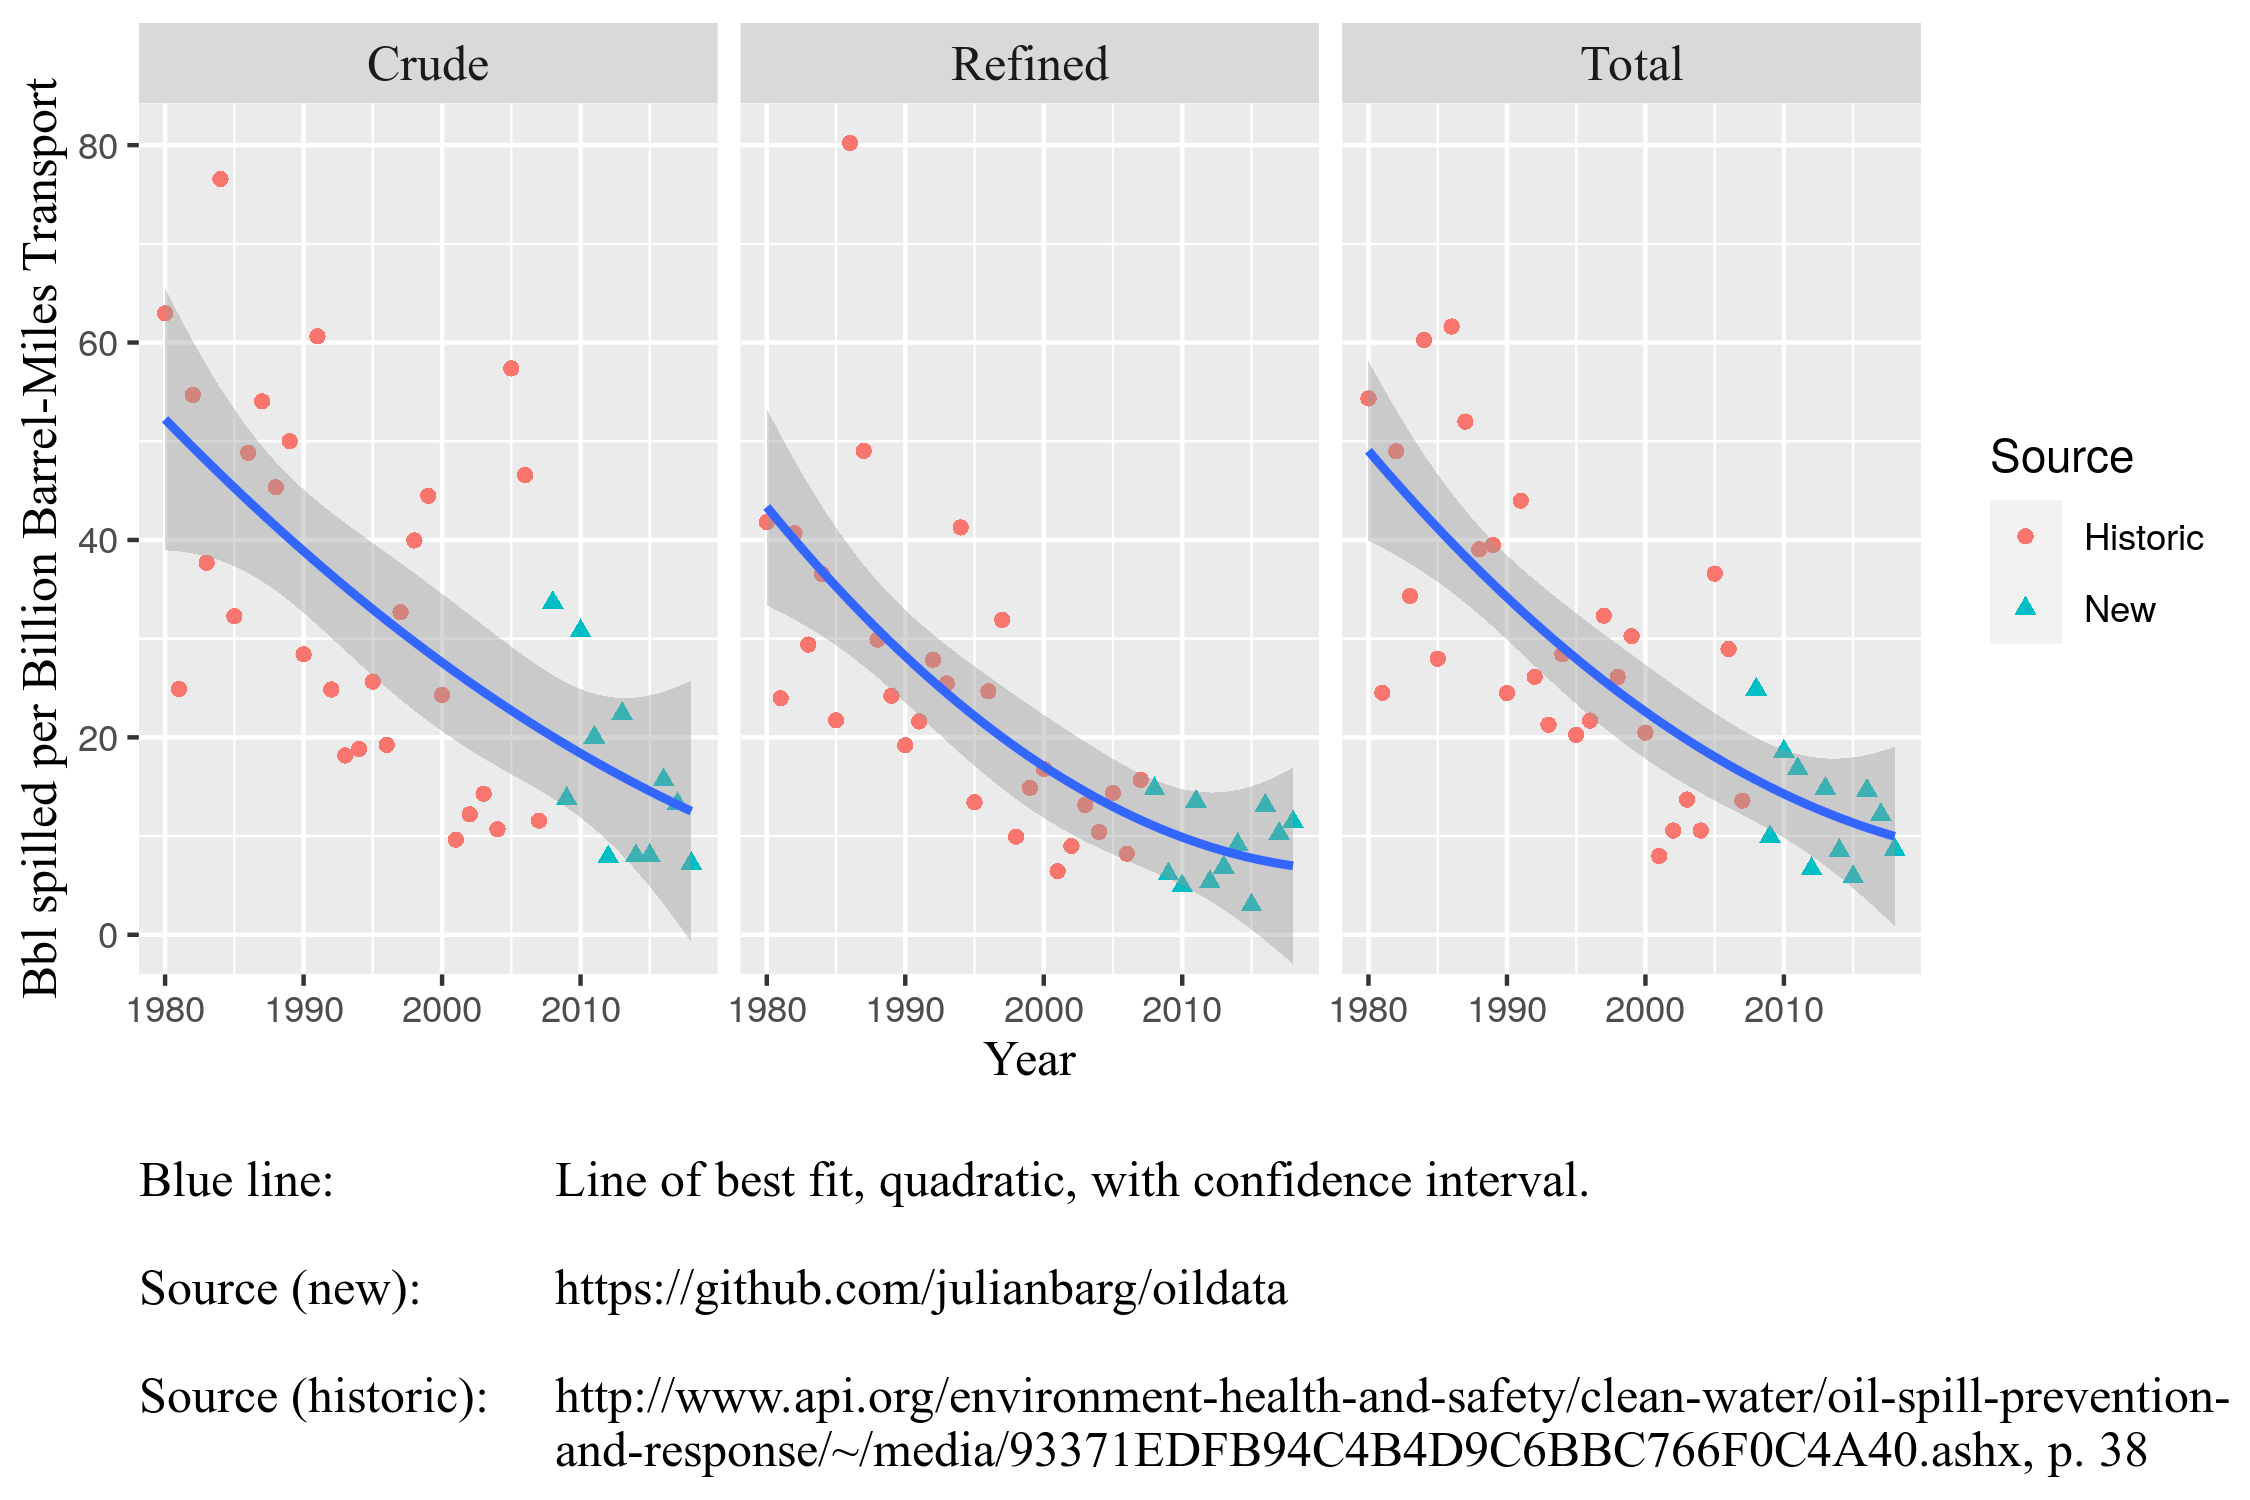 Crude
Refined
Total
Bbl spilled per Billion Barrel-Miles Transport
80
60
40
20
0
1980 1990 2000 2010
1980 1990 2000 2010
1980 1990 2000 2010
Year
Source
Historic
New
Blue line: Line of best fit, quadratic, with confidence interval.
Source (new): https://github.com/julianbarg/oildata
Source (historic): http://www.api.org/environment-health-and-safety/clean-water/oil-spill-prevention-
and-response/~/media/93371EDFB94C4B4D9C6BBC766F0C4A40.ashx, p. 38